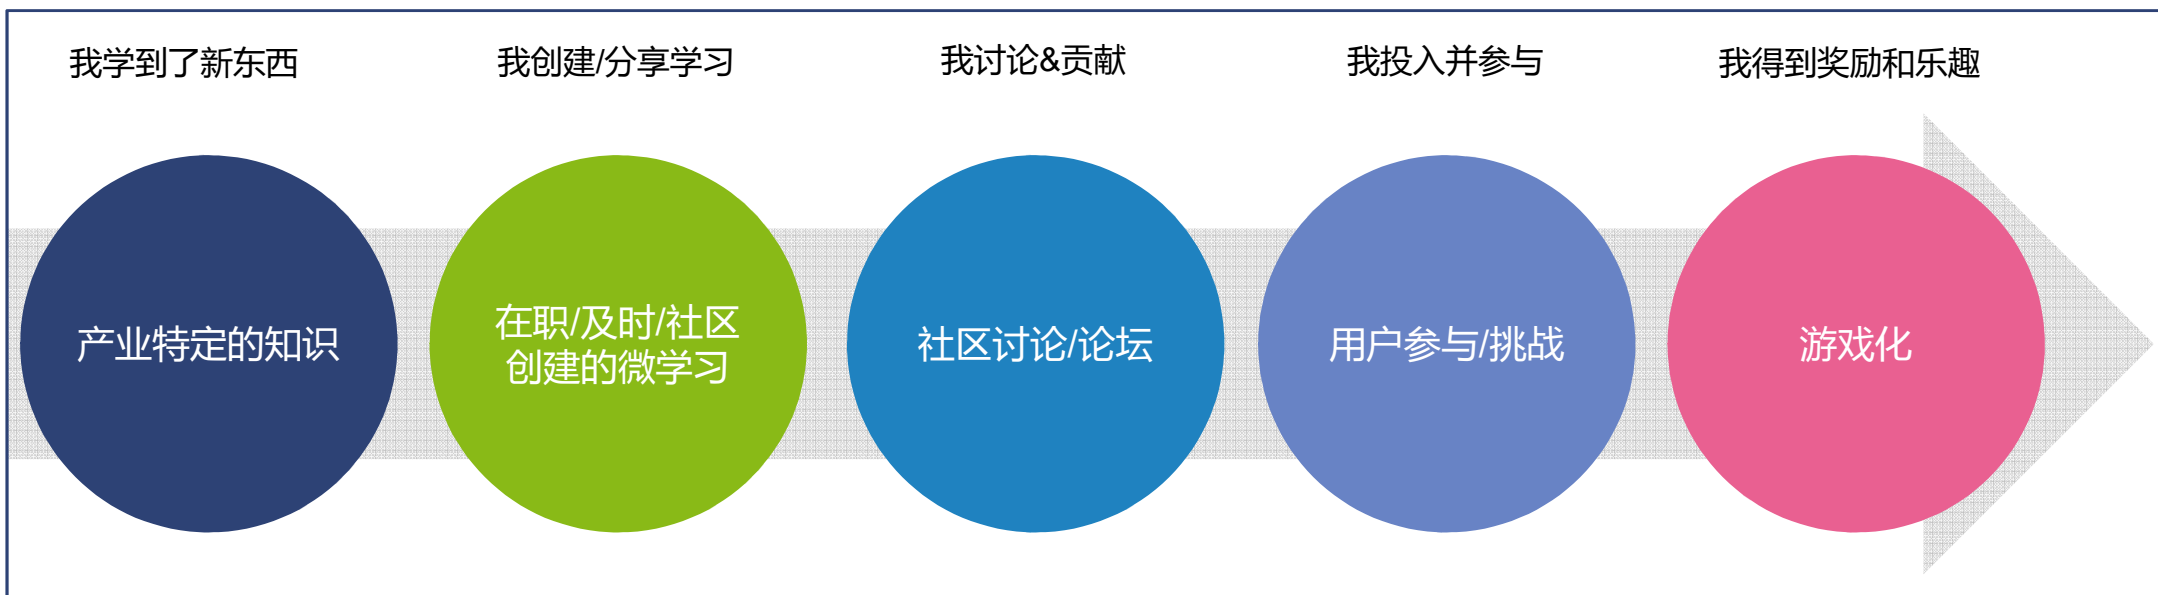 我学到了新东西
我创建/分享学习
我讨论&贡献
我投入并参与
我得到奖励和乐趣
产业特定的知识
在职/及时/社区
创建的微学习
社区讨论/论坛
用户参与/挑战
游戏化